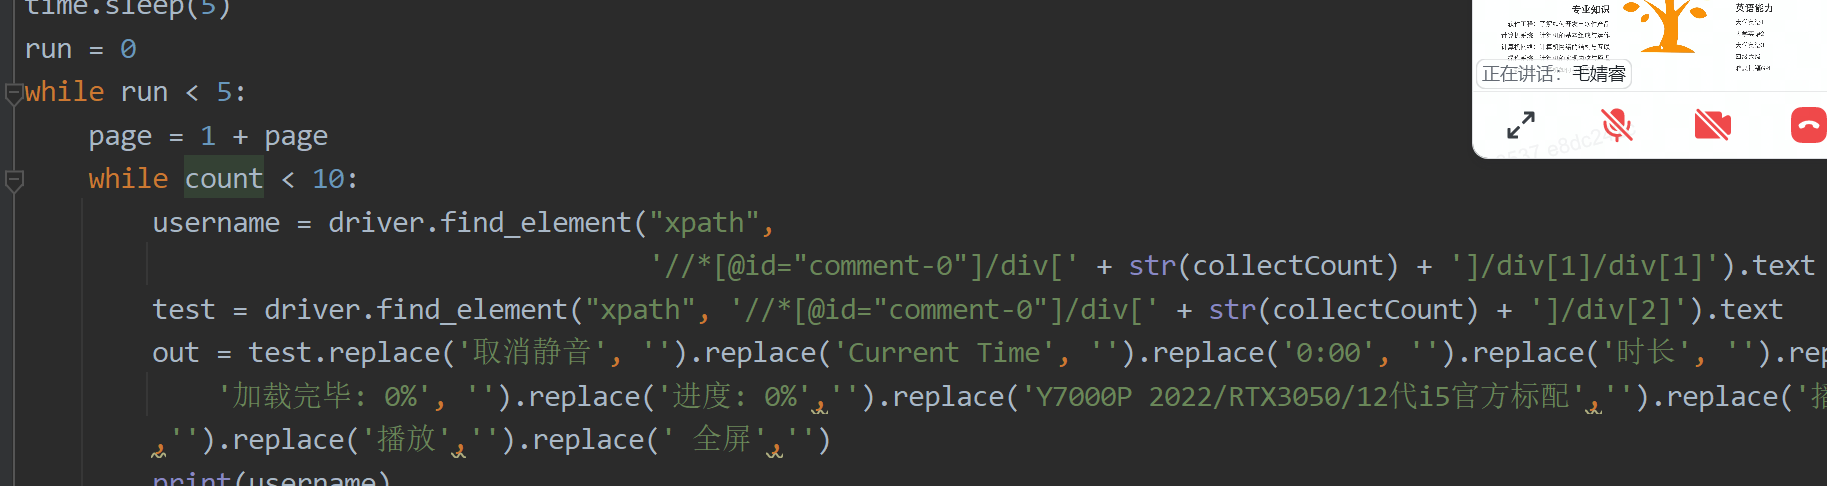 time.sleep(5)
run = 0
while run < 5:
page = 1 + page
while count < 10:
username = driver.find_element("xpath",
'//*[@id="comment-0"]/div[' + str(collectCount) + ']/div[1]/div[1]').text
test = driver.find_element("xpath", '//*[@id="comment-0"]/div[' + str(collectCount) + ']/div[2]').text
out = test.replace('取消静音', '').replace('Current Time', '').replace('0:00', '').replace('时长', '').rep
'加载完毕: 0%', '').replace('进度: 0%','').replace('Y7000P 2022/RTX3050/12代i5官方标配','').replace('播
,'').replace('播放','').replace(' 全屏','')
print(username)
专业知识
英语能力
正在讲话: 毛婧睿